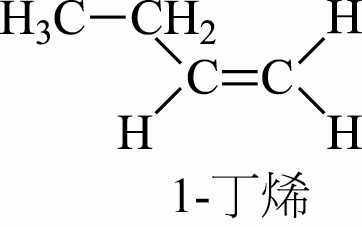 H₃C—CH₂ H
C=C
H H
1-丁烯